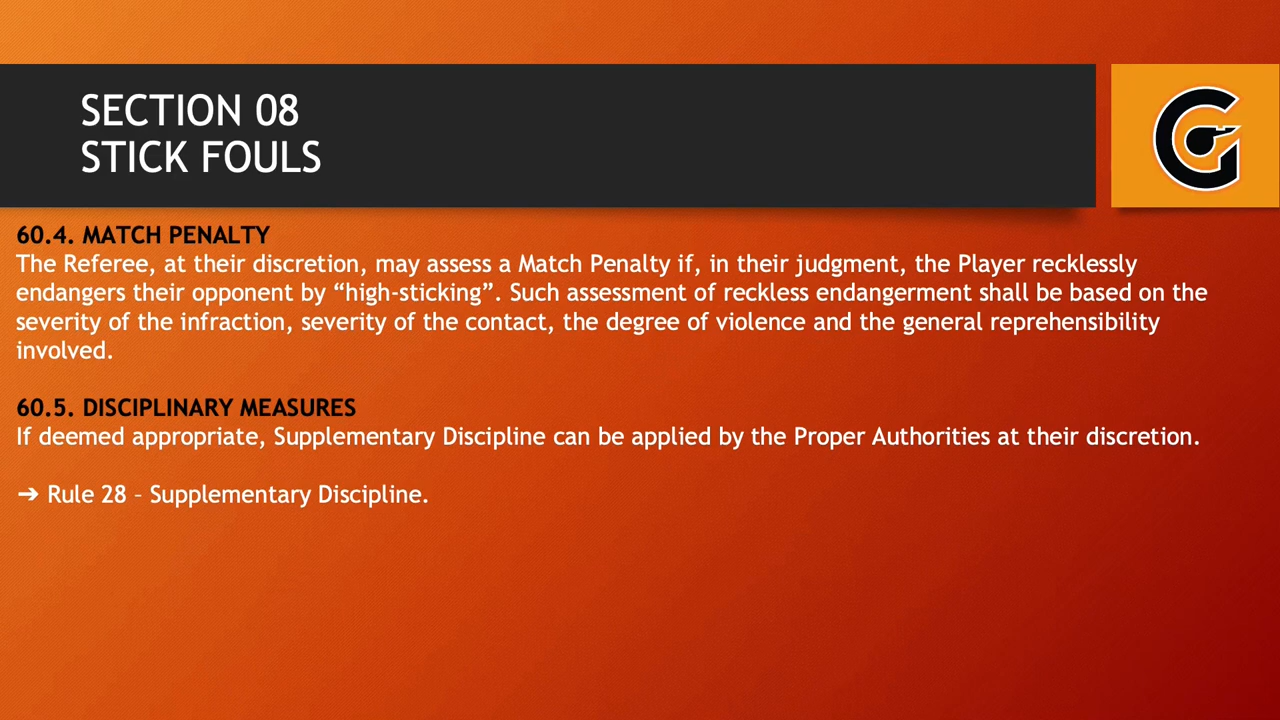 SECTION 08
STICK FOULS
G
60.4. MATCH PENALTY
The Referee, at their discretion, may assess a Match Penalty if, in their judgment, the Player recklessly
endangers their opponent by “high-sticking”. Such assessment of reckless endangerment shall be based on the
severity of the infraction, severity of the contact, the degree of violence and the general reprehensibility
involved.
60.5. DISCIPLINARY MEASURES
If deemed appropriate, Supplementary Discipline can be applied by the Proper Authorities at their discretion.
➔ Rule 28 – Supplementary Discipline.